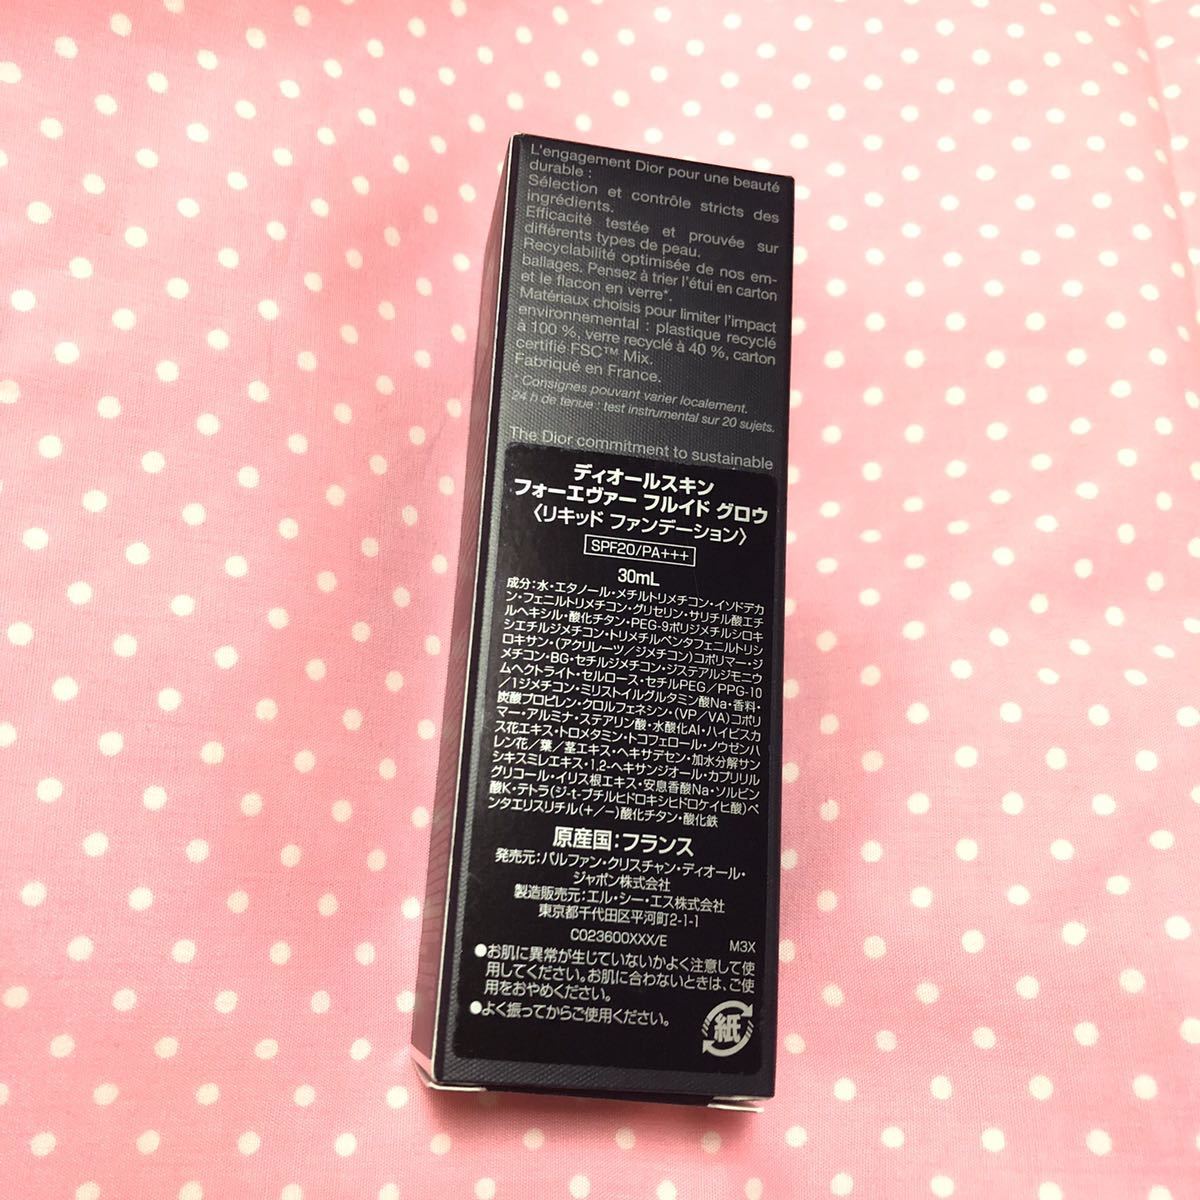 L'engagement Dior pour une beauté
durable :
Sélection et contrôle stricts des
ingrédients.
Efficacité testée et prouvée sur
différents types de peau.
Recyclabilité optimisée de nos em-
ballages. Pensez à trier l'étui en carton
et le flacon en verre*.
Matériaux choisis pour limiter l'impact
environnemental : plastique recyclé
à 100 %, verre recyclé à 40 %, carton
certifié FSC™ Mix.
Fabriqué en France.
* Consignes pouvant varier localement.
24 h de tenue : test instrumental sur 20 sujets.
The Dior commitment to sustainable
ディオールスキン
フォーエヴァー フルイド グロウ
〈リキッド ファンデーション〉
SPF20/PA+++
30mL
成分:水・エタノール・メチルトリメチコン・イソドデカ
ン・フェニルトリメチコン・グリセリン・サリチル酸エチ
ルヘキシル・酸化チタン・PEG-9ポリジメチルシロキ
シエチルジメチコン・トリメチルペンタフェニルトリシ
ロキサン・(アクリレーツ/ジメチコン)コポリマー・ジ
メチコン・BG・セチルジメチコン・ジステアルジモニウ
ムヘクトライト・セルロース・セチルPEG/PPG-10
/1ジメチコン・ミリストイルグルタミン酸Na・香料・
炭酸プロピレン・クロルフェネシン・(VP/VA)コポリ
マー・アルミナ・ステアリン酸・水酸化Al・ハイビスカ
ス花エキス・トロメタミン・トコフェロール・ノウゼンハ
レン花/葉/茎エキス・ヘキサデセン・加水分解サン
シキスミレエキス・1,2-ヘキサンジオール・カプリリル
グリコール・イリス根エキス・安息香酸Na・ソルビン
酸K・テトラ(ジ-t-ブチルヒドロキシヒドロケイヒ酸)ペ
ンタエリスリチル(+/-)酸化チタン・酸化鉄
原産国:フランス
発売元:パルファン・クリスチャン・ディオール・
ジャポン株式会社
製造販売元:エル・シー・エス株式会社
東京都千代田区平河町2-1-1
C023600XXX/E M3X
●お肌に異常が生じていないかよく注意して使
用してください。お肌に合わないときは、ご使
用をおやめください。
●よく振ってからご使用ください。
紙